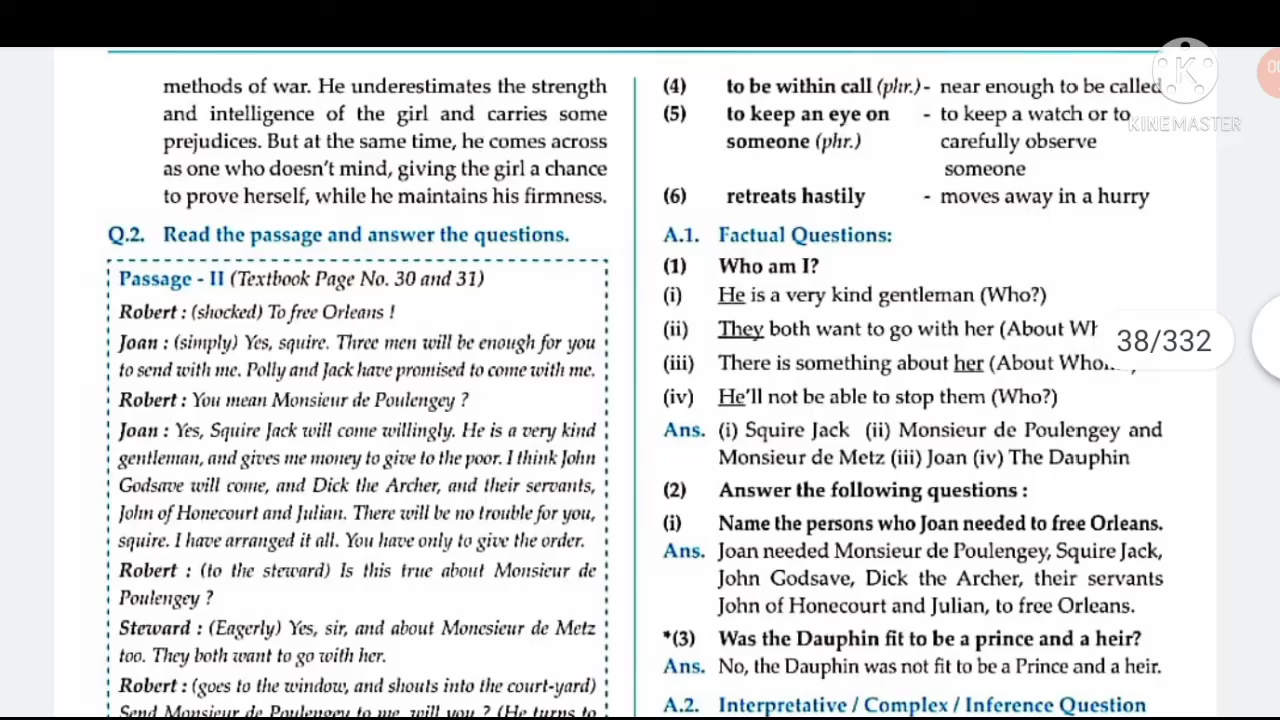 methods of war. He underestimates the strength
and intelligence of the girl and carries some
prejudices. But at the same time, he comes across
as one who doesn't mind, giving the girl a chance
to prove herself, while he maintains his firmness.
Q.2. Read the passage and answer the questions.
Passage - II (Textbook Page No. 30 and 31)
Robert : (shocked) To free Orleans !
Joan : (simply) Yes, squire. Three men will be enough for you
to send with me. Polly and Jack have promised to come with me.
Robert : You mean Monsieur de Poulengey ?
Joan : Yes, Squire Jack will come willingly. He is a very kind
gentleman, and gives me money to give to the poor. I think John
Godsave will come, and Dick the Archer, and their servants,
John of Honecourt and Julian. There will be no trouble for you,
squire. I have arranged it all. You have only to give the order.
Robert : (to the steward) Is this true about Monsieur de
Poulengey ?
Steward : (Eagerly) Yes, sir, and about Moncsieur de Metz
too. They both want to go with her.
Robert : (goes to the window, and shouts into the court-yard)
Send Monsieur de Poulengey to me, will you ? (He turns to
(4) to be within call (phr.) - near enough to be called
(5) to keep an eye on - to keep a watch or to
someone (phr.) carefully observe
someone
(6) retreats hastily - moves away in a hurry
A.1. Factual Questions:
(1) Who am I?
(i) He is a very kind gentleman (Who?)
(ii) They both want to go with her (About
(iii) There is something about her (About
(iv) He'll not be able to stop them (Who?)
Ans. (i) Squire Jack (ii) Monsieur de Poulengey and
Monsieur de Metz (iii) Joan (iv) The Dauphin
(2) Answer the following questions :
(i) Name the persons who Joan needed to free Orleans.
Ans. Joan needed Monsieur de Poulengey, Squire Jack,
John Godsave, Dick the Archer, their servants
John of Honecourt and Julian, to free Orleans.
*(3) Was the Dauphin fit to be a prince and a heir?
Ans. No, the Dauphin was not fit to be a Prince and a heir.
A.2. Interpretative / Complex / Inference Question
38/332
K
KINEMASTER